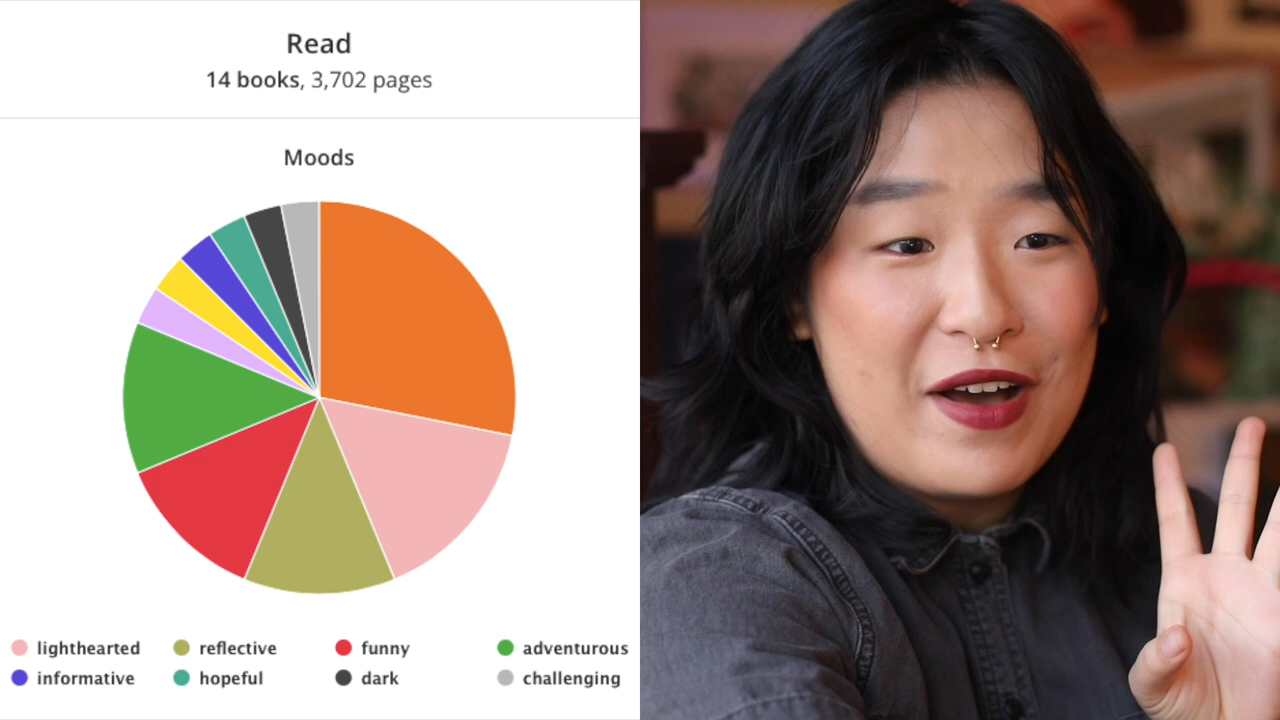 Read
14 books, 3,702 pages
Moods
lighthearted reflective funny adventurous
informative hopeful dark challenging